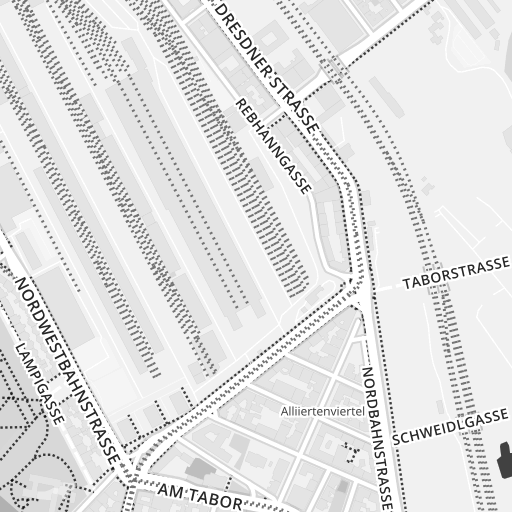 DRESDNER-STRASSE
REBHANNGASSE
TABORSTRASSE
NORDWESTBAHNSTRASSE
LAMPIGASSE
NORDBAHNSTRASSE
Alliiertenviertel
SCHWEIDLGASSE
AM TABOR